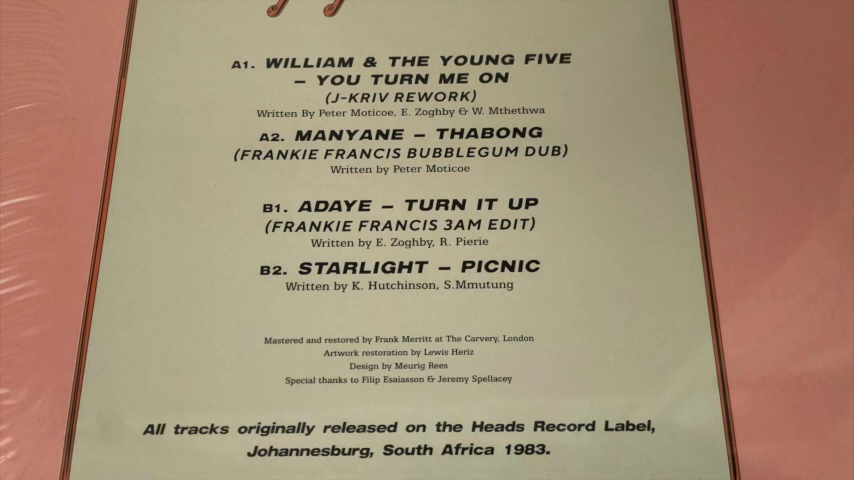 A1. WILLIAM & THE YOUNG FIVE
– YOU TURN ME ON
(J-KRIV REWORK)
Written By Peter Moticoe, E. Zoghby & W. Mthethwa
A2. MANYANE – THABONG
(FRANKIE FRANCIS BUBBLEGUM DUB)
Written by Peter Moticoe
B1. ADAYE – TURN IT UP
(FRANKIE FRANCIS 3AM EDIT)
Written by E. Zoghby, R. Pierie
B2. STARLIGHT – PICNIC
Written by K. Hutchinson, S.Mmutung
Mastered and restored by Frank Merritt at The Carvery, London
Artwork restoration by Lewis Heriz
Design by Meurig Rees
Special thanks to Filip Esaiasson & Jeremy Spellacey
All tracks originally released on the Heads Record Label,
Johannesburg, South Africa 1983.